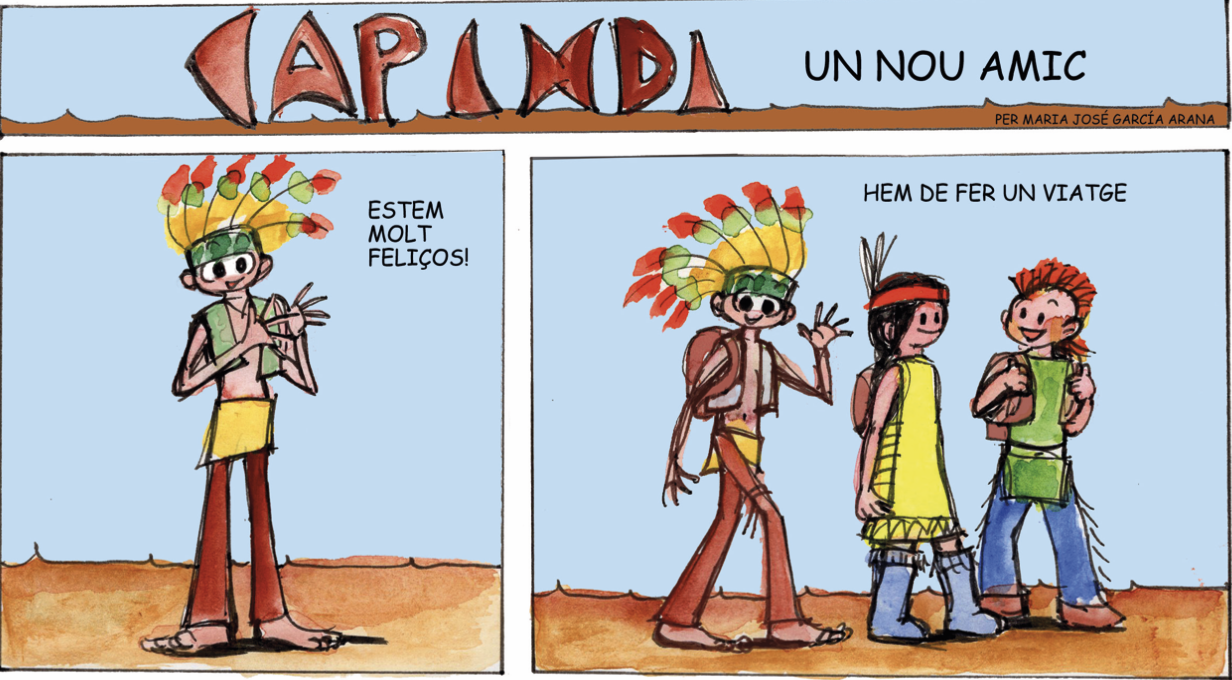 CAPINDI
UN NOU AMIC
PER MARIA JOSÉ GARCÍA ARANA
ESTEM
MOLT
FELIÇOS!
HEM DE FER UN VIATGE